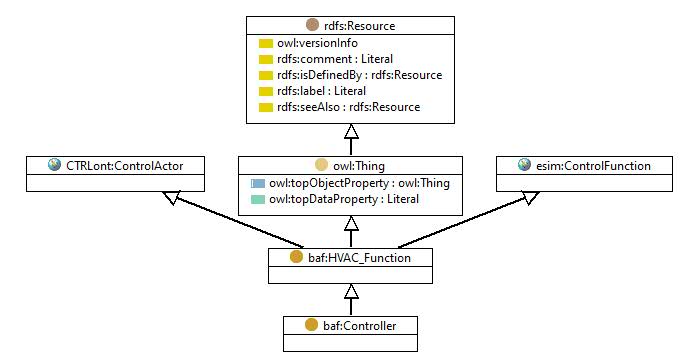 rdfs:Resource
owl:versionInfo
rdfs:comment : Literal
rdfs:isDefinedBy : rdfs:Resource
rdfs:label : Literal
rdfs:seeAlso : rdfs:Resource
CTRLont:ControlActor
owl:Thing
esim:ControlFunction
owl:topObjectProperty : owl:Thing
owl:topDataProperty : Literal
baf:HVAC_Function
baf:Controller